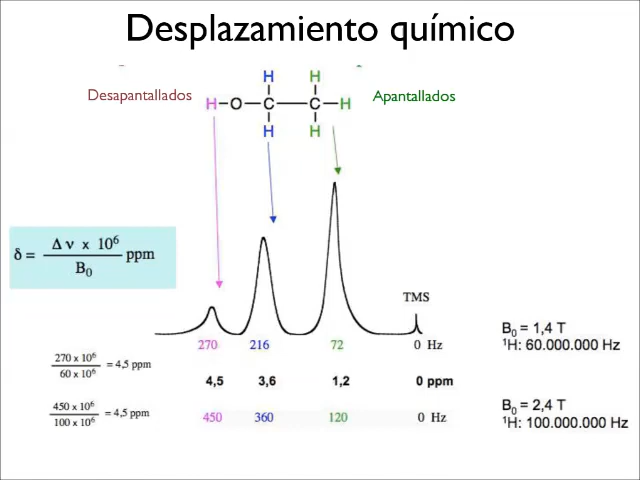 Desplazamiento químico
H H
Desapantallados H—O—C—C—H Apantallados
H H
δ = Δ ν x 10⁶ / B₀ ppm
TMS
270 216 72 0 Hz
B₀ = 1,4 T
¹H: 60.000.000 Hz
270 x 10⁶ / 60 x 10⁶ = 4,5 ppm
4,5 3,6 1,2 0 ppm
450 x 10⁶ / 100 x 10⁶ = 4,5 ppm
450 360 120 0 Hz
B₀ = 2,4 T
¹H: 100.000.000 Hz